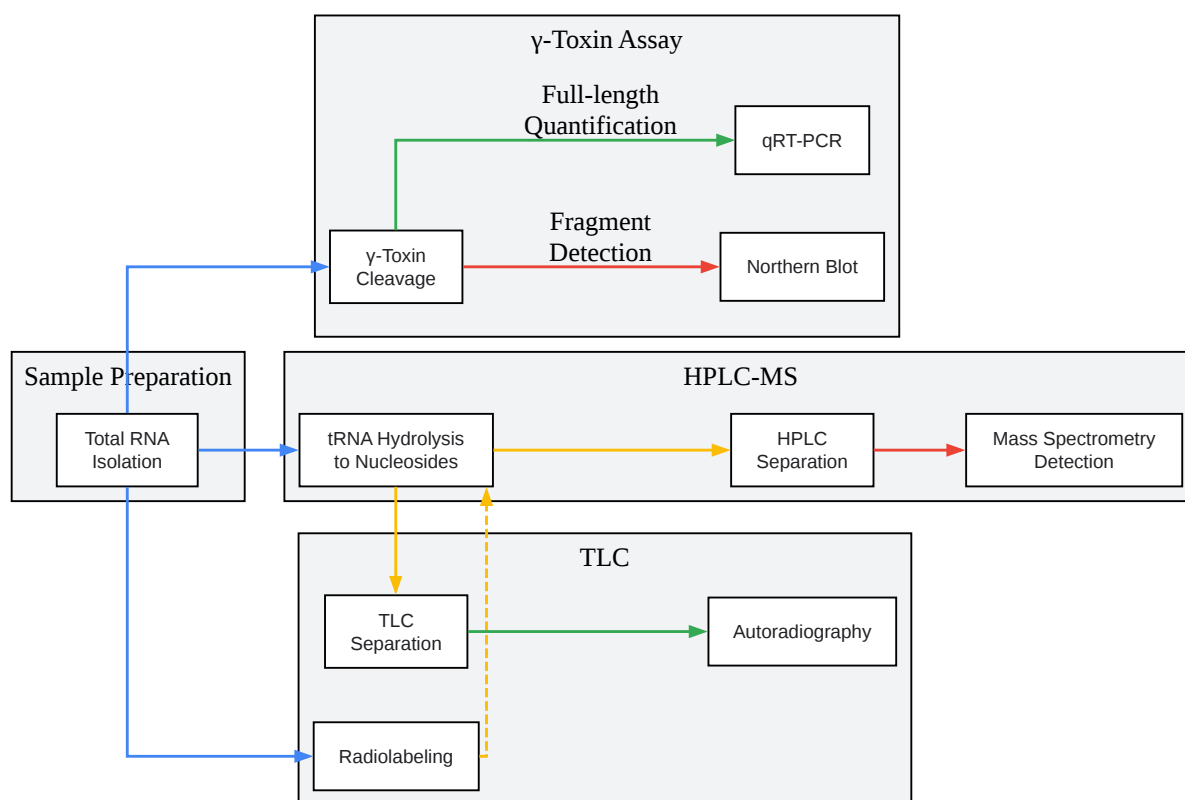 γ-Toxin Assay
Full-length
Quantification
qRT-PCR
Fragment
Detection
γ-Toxin
Cleavage
Northern Blot
Sample Preparation
HPLC-MS
Total RNA
Isolation
tRNA Hydrolysis
to Nucleosides
HPLC
Separation
Mass Spectrometry
Detection
TLC
TLC
Separation
Autoradiography
Radiolabeling